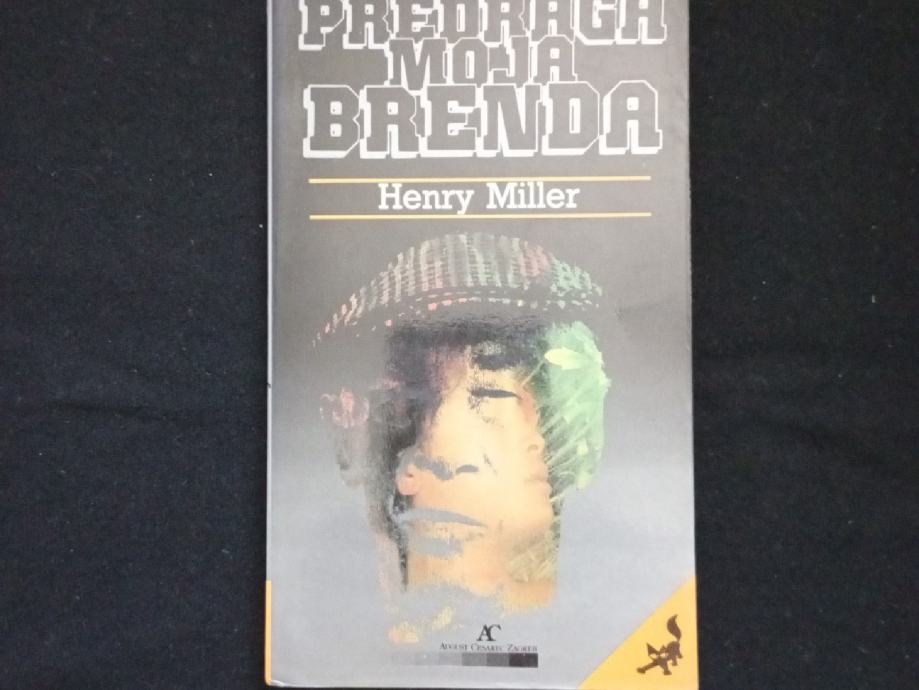 PREDRAGA
MOJA
BRENDA
Henry Miller
AC
AUGUST CESAREC ZAGREB